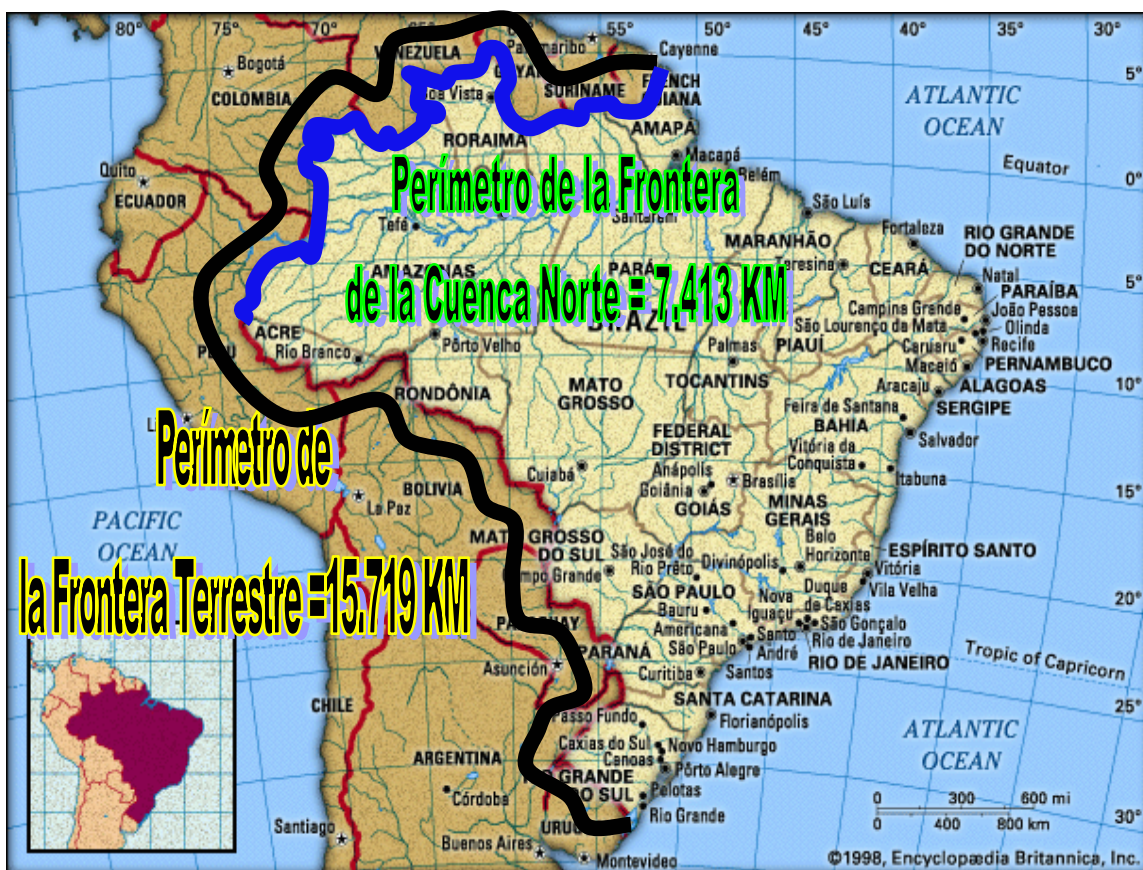 80° 75° 70° 55° 50° 45° 40° 35° 30°
VENEZUELA
Paramaribo
Cayenne
Bogotá
5°
COLOMBIA
Boa Vista
SURINAME
FRENCH
GUIANA
ATLANTIC
OCEAN
RORAIMA
AMAPÁ
Macapá
Equator
Quito
ECUADOR
Perímetro de la Frontera
Belém
0°
São Luís
Tefé
Santarém
Fortaleza
RIO GRANDE
DO NORTE
MARANHÃO
Teresina
CEARÁ
Natal
AMAZONAS
PARÁ
5°
de la Cuenca Norte = 7.413 KM
PARAÍBA
Campina Grande
João Pessoa
BRAZIL
São Lourenço da Mata
Olinda
ACRE
Rio Branco
Pôrto Velho
Palmas
PIAUÍ
Caruaru
Recife
PERU
Maceió
PERNAMBUCO
RONDÔNIA
MATO
GROSSO
TOCANTINS
Aracaju
ALAGOAS
10°
SERGIPE
Feira de Santana
BAHIA
Perímetro de
FEDERAL
DISTRICT
Vitória da
Conquista
Salvador
Cuiabá
Anápolis
Goiânia
Brasília
Itabuna
BOLIVIA
La Paz
GOIÁS
MINAS
GERAIS
15°
PACIFIC
OCEAN
MATO GROSSO
DO SUL
São José do
Rio Prêto
Divinópolis
Belo
Horizonte
ESPÍRITO SANTO
Vitória
la Frontera Terrestre =15.719 KM
Campo Grande
Duque
de Caxias
Vila Velha
SÃO PAULO
Nova
Iguaçu
20°
Bauru
São Gonçalo
PARAGUAY
Americana
Santo
André
Rio de Janeiro
São Paulo
Asunción
PARANÁ
RIO DE JANEIRO
Tropic of Capricorn
Curitiba
Santos
CHILE
SANTA CATARINA
25°
Passo Fundo
Florianópolis
ATLANTIC
OCEAN
Caxias do Sul
Novo Hamburgo
ARGENTINA
Canoas
Pôrto Alegre
RIO GRANDE
DO SUL
Pelotas
Córdoba
0 300 600 mi
Rio Grande
0 400 800 km
30°
Santiago
URUGUAY
Buenos Aires
Montevideo
©1998, Encyclopædia Britannica, Inc.